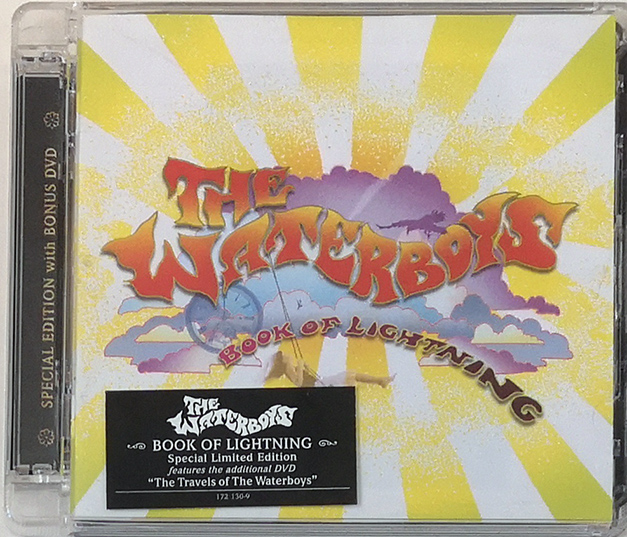 SPECIAL EDITION with BONUS DVD
THE
WATERBOYS
BOOK OF LIGHTNING
THE
WATERBOYS
BOOK OF LIGHTNING
Special Limited Edition
features the additional DVD
"The Travels of The Waterboys"
172 130-9